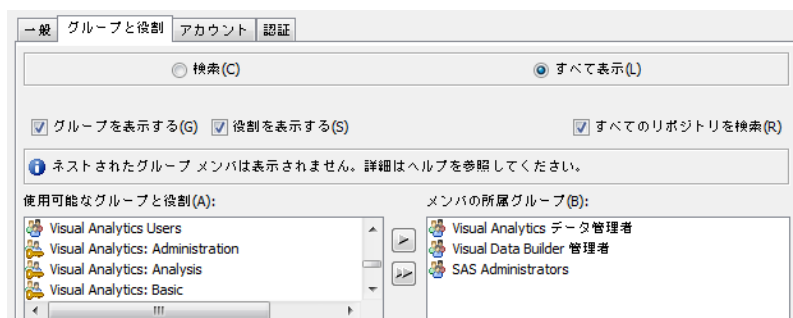 一般 グループと役割 アカウント 認証
検索(C) すべて表示(L)
グループを表示する(G) 役割を表示する(S) すべてのリポジトリを検索(R)
ネストされたグループ メンバは表示されません。詳細はヘルプを参照してください。
使用可能なグループと役割(A):
Visual Analytics Users
Visual Analytics: Administration
Visual Analytics: Analysis
Visual Analytics: Basic
メンバの所属グループ(B):
Visual Analytics データ管理者
Visual Data Builder 管理者
SAS Administrators